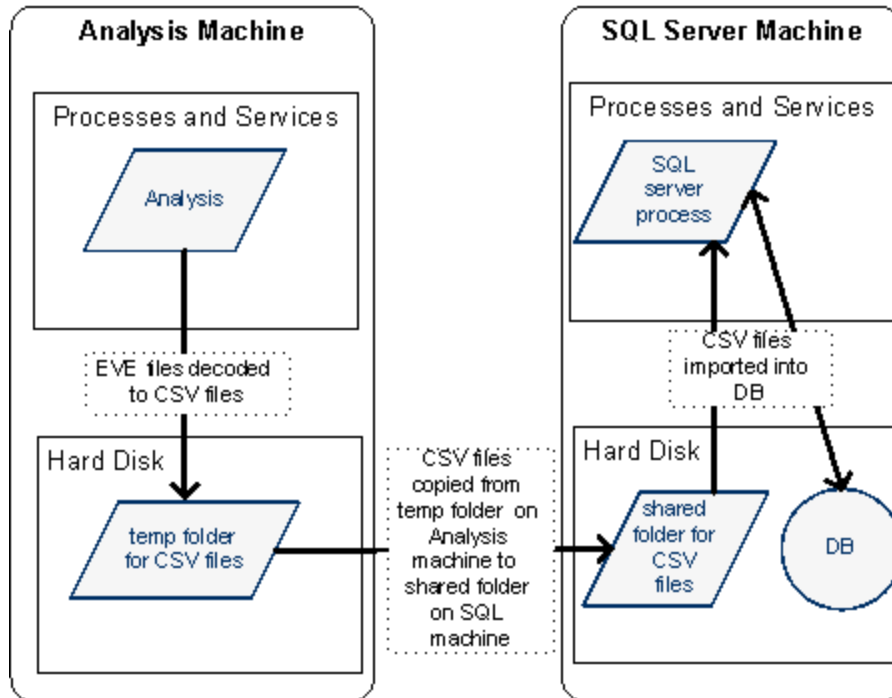 Analysis Machine
Processes and Services
Analysis
EVE files decoded
to CSV files
Hard Disk
temp folder
for CSV files
CSV files
copied from
temp folder on
Analysis
machine to
shared folder
on SQL
machine
SQL Server Machine
Processes and Services
SQL
server
process
CSV files
imported into
DB
Hard Disk
shared
folder for
CSV
files
DB